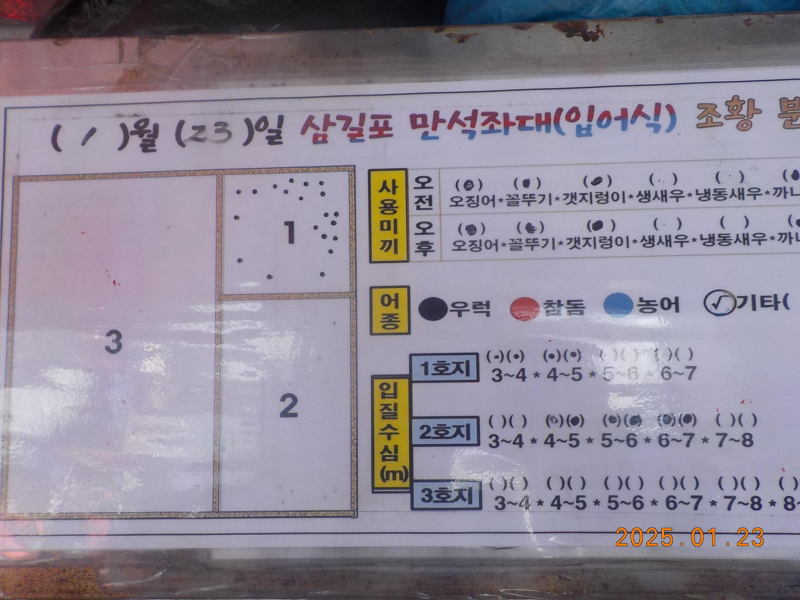 ( 1 )월 (23)일 삼길포 만석좌대(입어식) 조황
1
2
3
사용미끼
오전
(●) (●) (●) ( ) ( )
오징어*꼴뚜기*갯지렁이*생새우*냉동새우*까나
오후
(●) (●) (●) ( ) ( )
오징어*꼴뚜기*갯지렁이*생새우*냉동새우*까나
어종
우럭 참돔 농어 ✓기타(
입질수심(m)
1호지
(•)(•) (•)(•) ( )( ) ( )( )
3~4 * 4~5 * 5~6 * 6~7
2호지
( )( ) (●)(●) (●)(●) (●)(●) ( )( )
3~4 * 4~5 * 5~6 * 6~7 * 7~8
3호지
( )( ) ( )( ) ( )( ) ( )( ) ( )( ) ( )
3~4 * 4~5 * 5~6 * 6~7 * 7~8 * 8~
2025.01.23